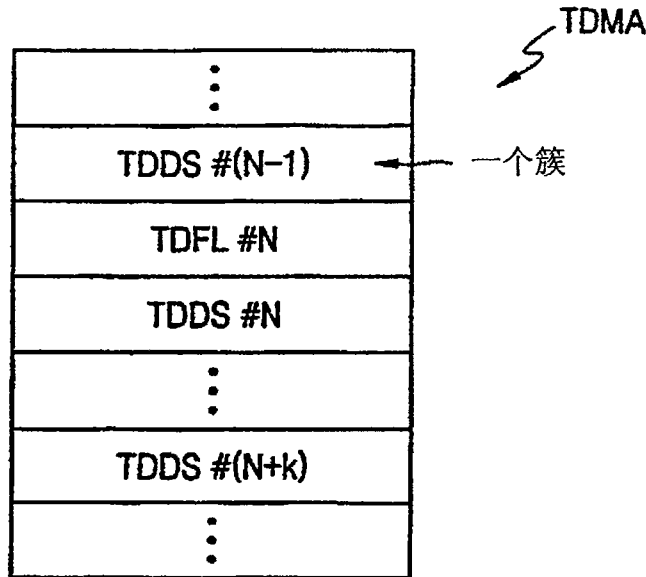 TDMA
⋮
TDDS #(N-1)
一个簇
TDFL #N
TDDS #N
⋮
TDDS #(N+k)
⋮